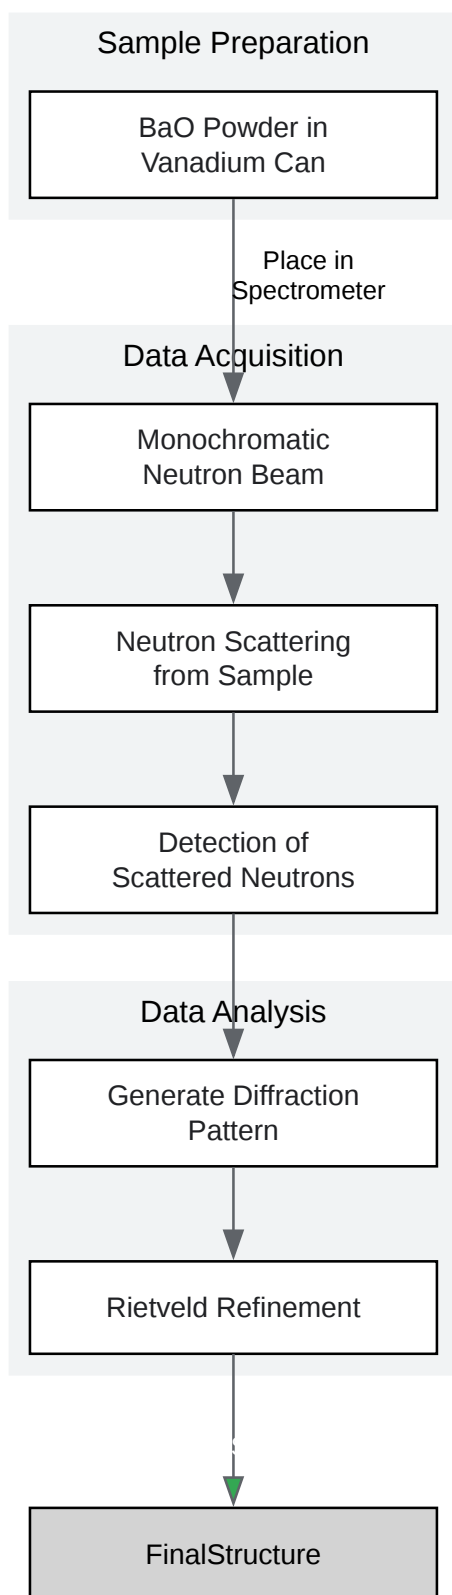 Sample Preparation
BaO Powder in
Vanadium Can
Place in
Spectrometer
Data Acquisition
Monochromatic
Neutron Beam
Neutron Scattering
from Sample
Detection of
Scattered Neutrons
Data Analysis
Generate Diffraction
Pattern
Rietveld Refinement
FinalStructure